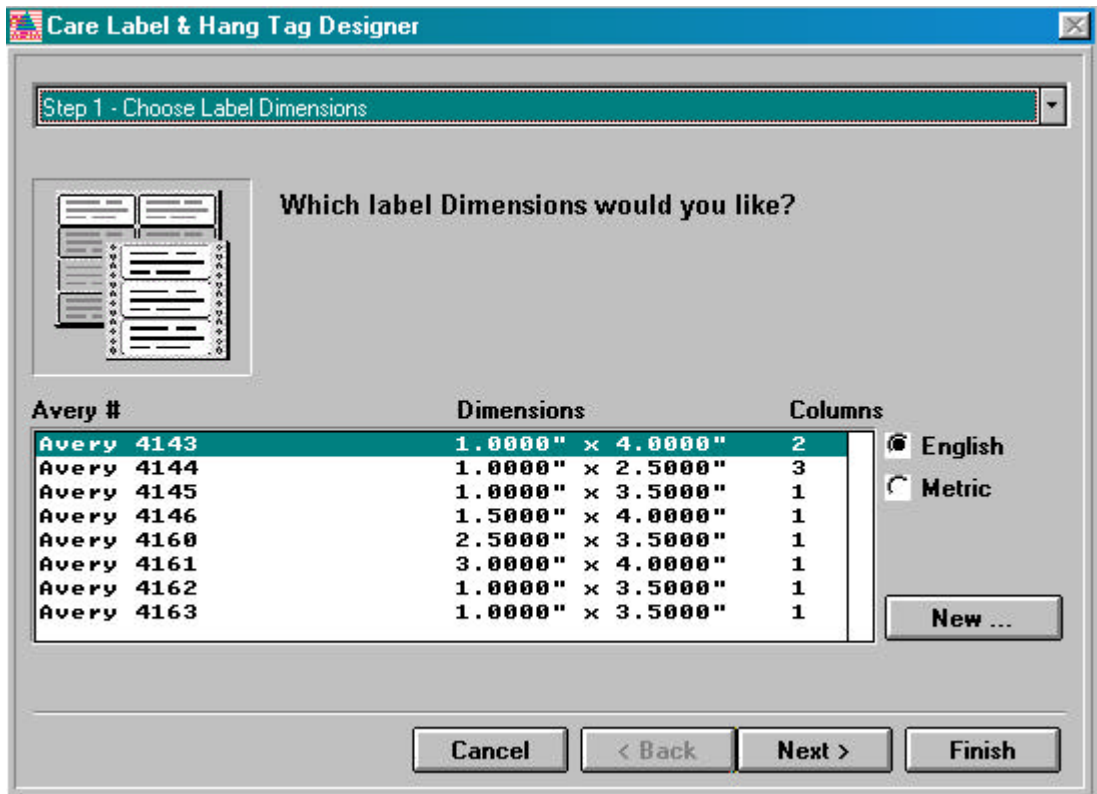 Care Label & Hang Tag Designer
Step 1 - Choose Label Dimensions
Which label Dimensions would you like?
Avery # Dimensions Columns
Avery 4143 1.0000" x 4.0000" 2
Avery 4144 1.0000" x 2.5000" 3
Avery 4145 1.0000" x 3.5000" 1
Avery 4146 1.5000" x 4.0000" 1
Avery 4160 2.5000" x 3.5000" 1
Avery 4161 3.0000" x 4.0000" 1
Avery 4162 1.0000" x 3.5000" 1
Avery 4163 1.0000" x 3.5000" 1
English
Metric
New ...
Cancel < Back Next > Finish